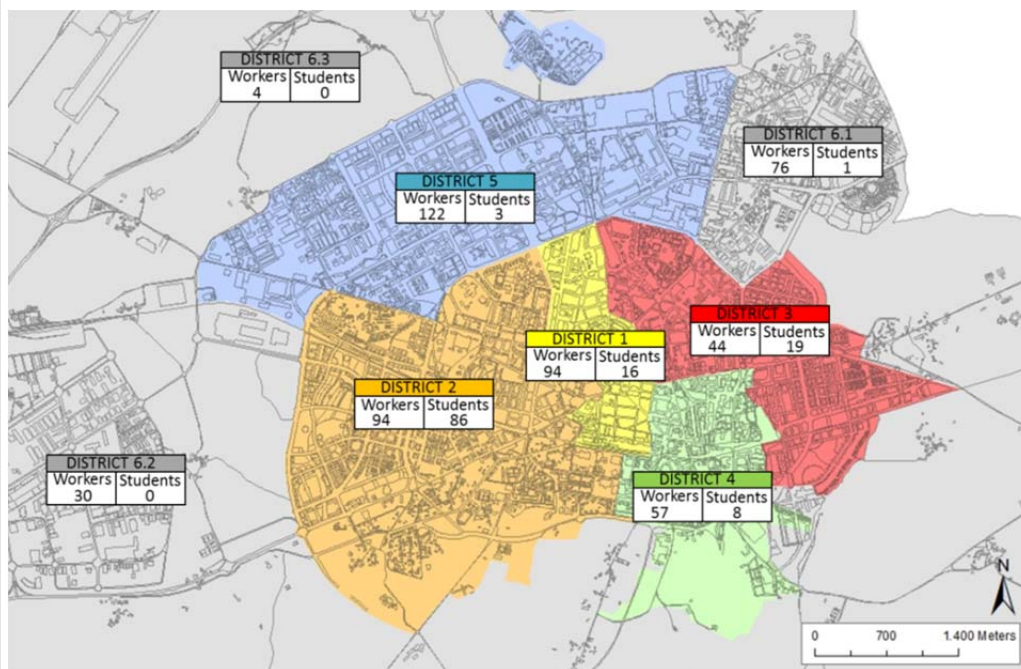 DISTRICT 6.3
Workers Students
4 0
DISTRICT 6.1
Workers Students
76 1
DISTRICT 5
Workers Students
122 3
DISTRICT 3
Workers Students
44 19
DISTRICT 1
Workers Students
94 16
DISTRICT 2
Workers Students
94 86
DISTRICT 6.2
Workers Students
30 0
DISTRICT 4
Workers Students
57 8
N
0 700 1.400 Meters